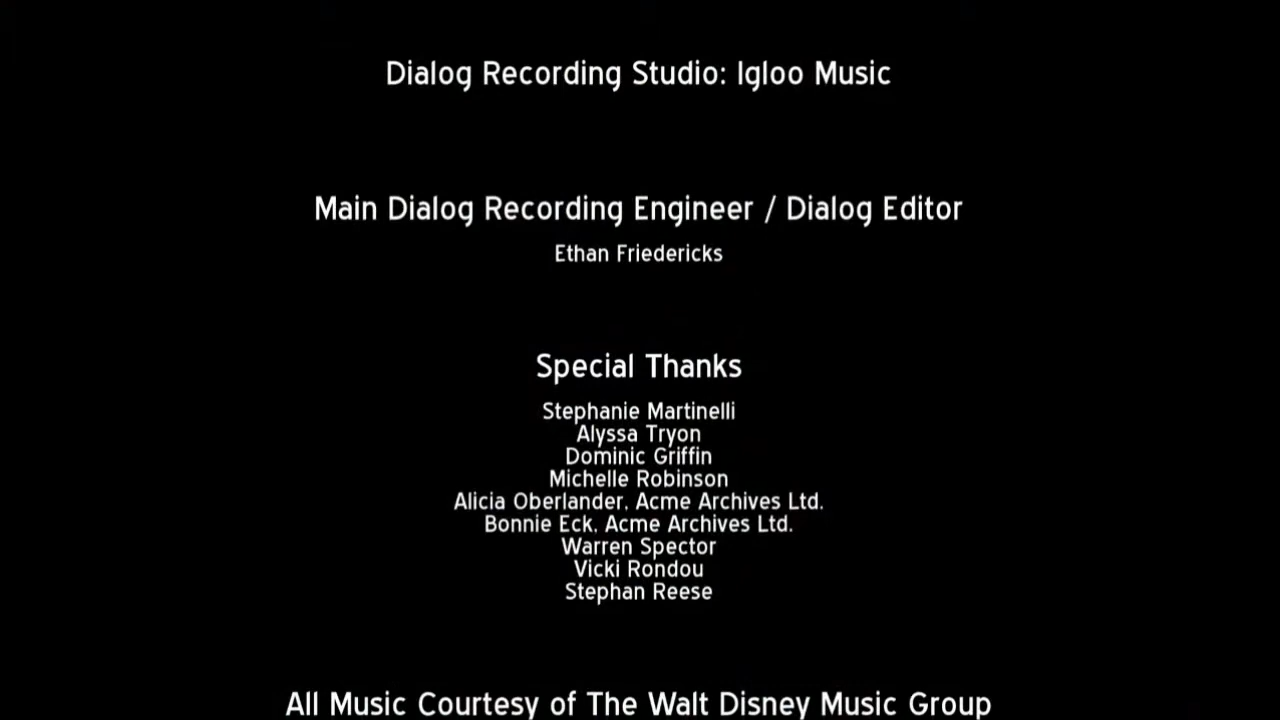 Dialog Recording Studio: Igloo Music
Main Dialog Recording Engineer / Dialog Editor
Ethan Friedericks
Special Thanks
Stephanie Martinelli
Alyssa Tryon
Dominic Griffin
Michelle Robinson
Alicia Oberlander, Acme Archives Ltd.
Bonnie Eck, Acme Archives Ltd.
Warren Spector
Vicki Rondou
Stephan Reese
All Music Courtesy of The Walt Disney Music Group